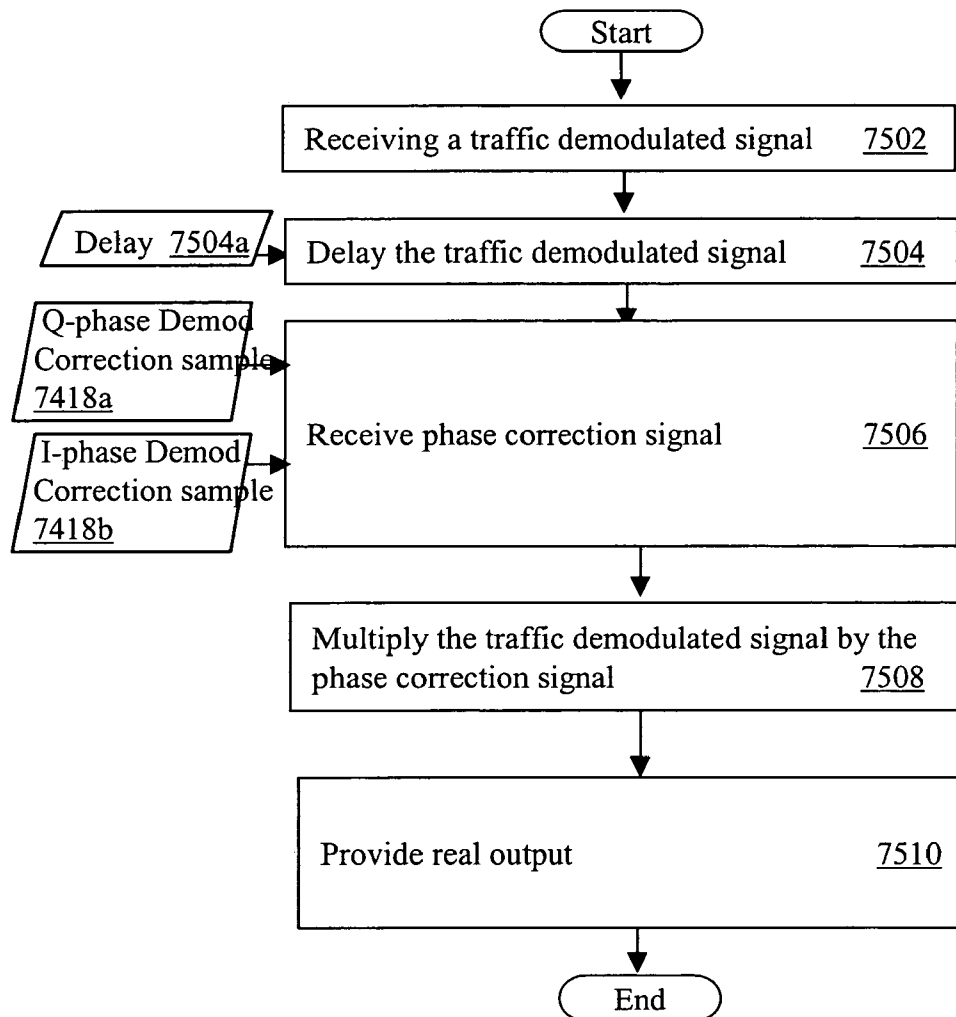 Start
Receiving a traffic demodulated signal 7502
Delay 7504a
Delay the traffic demodulated signal 7504
Q-phase Demod
Correction sample
7418a
Receive phase correction signal 7506
I-phase Demod
Correction sample
7418b
Multiply the traffic demodulated signal by the
phase correction signal 7508
Provide real output 7510
End